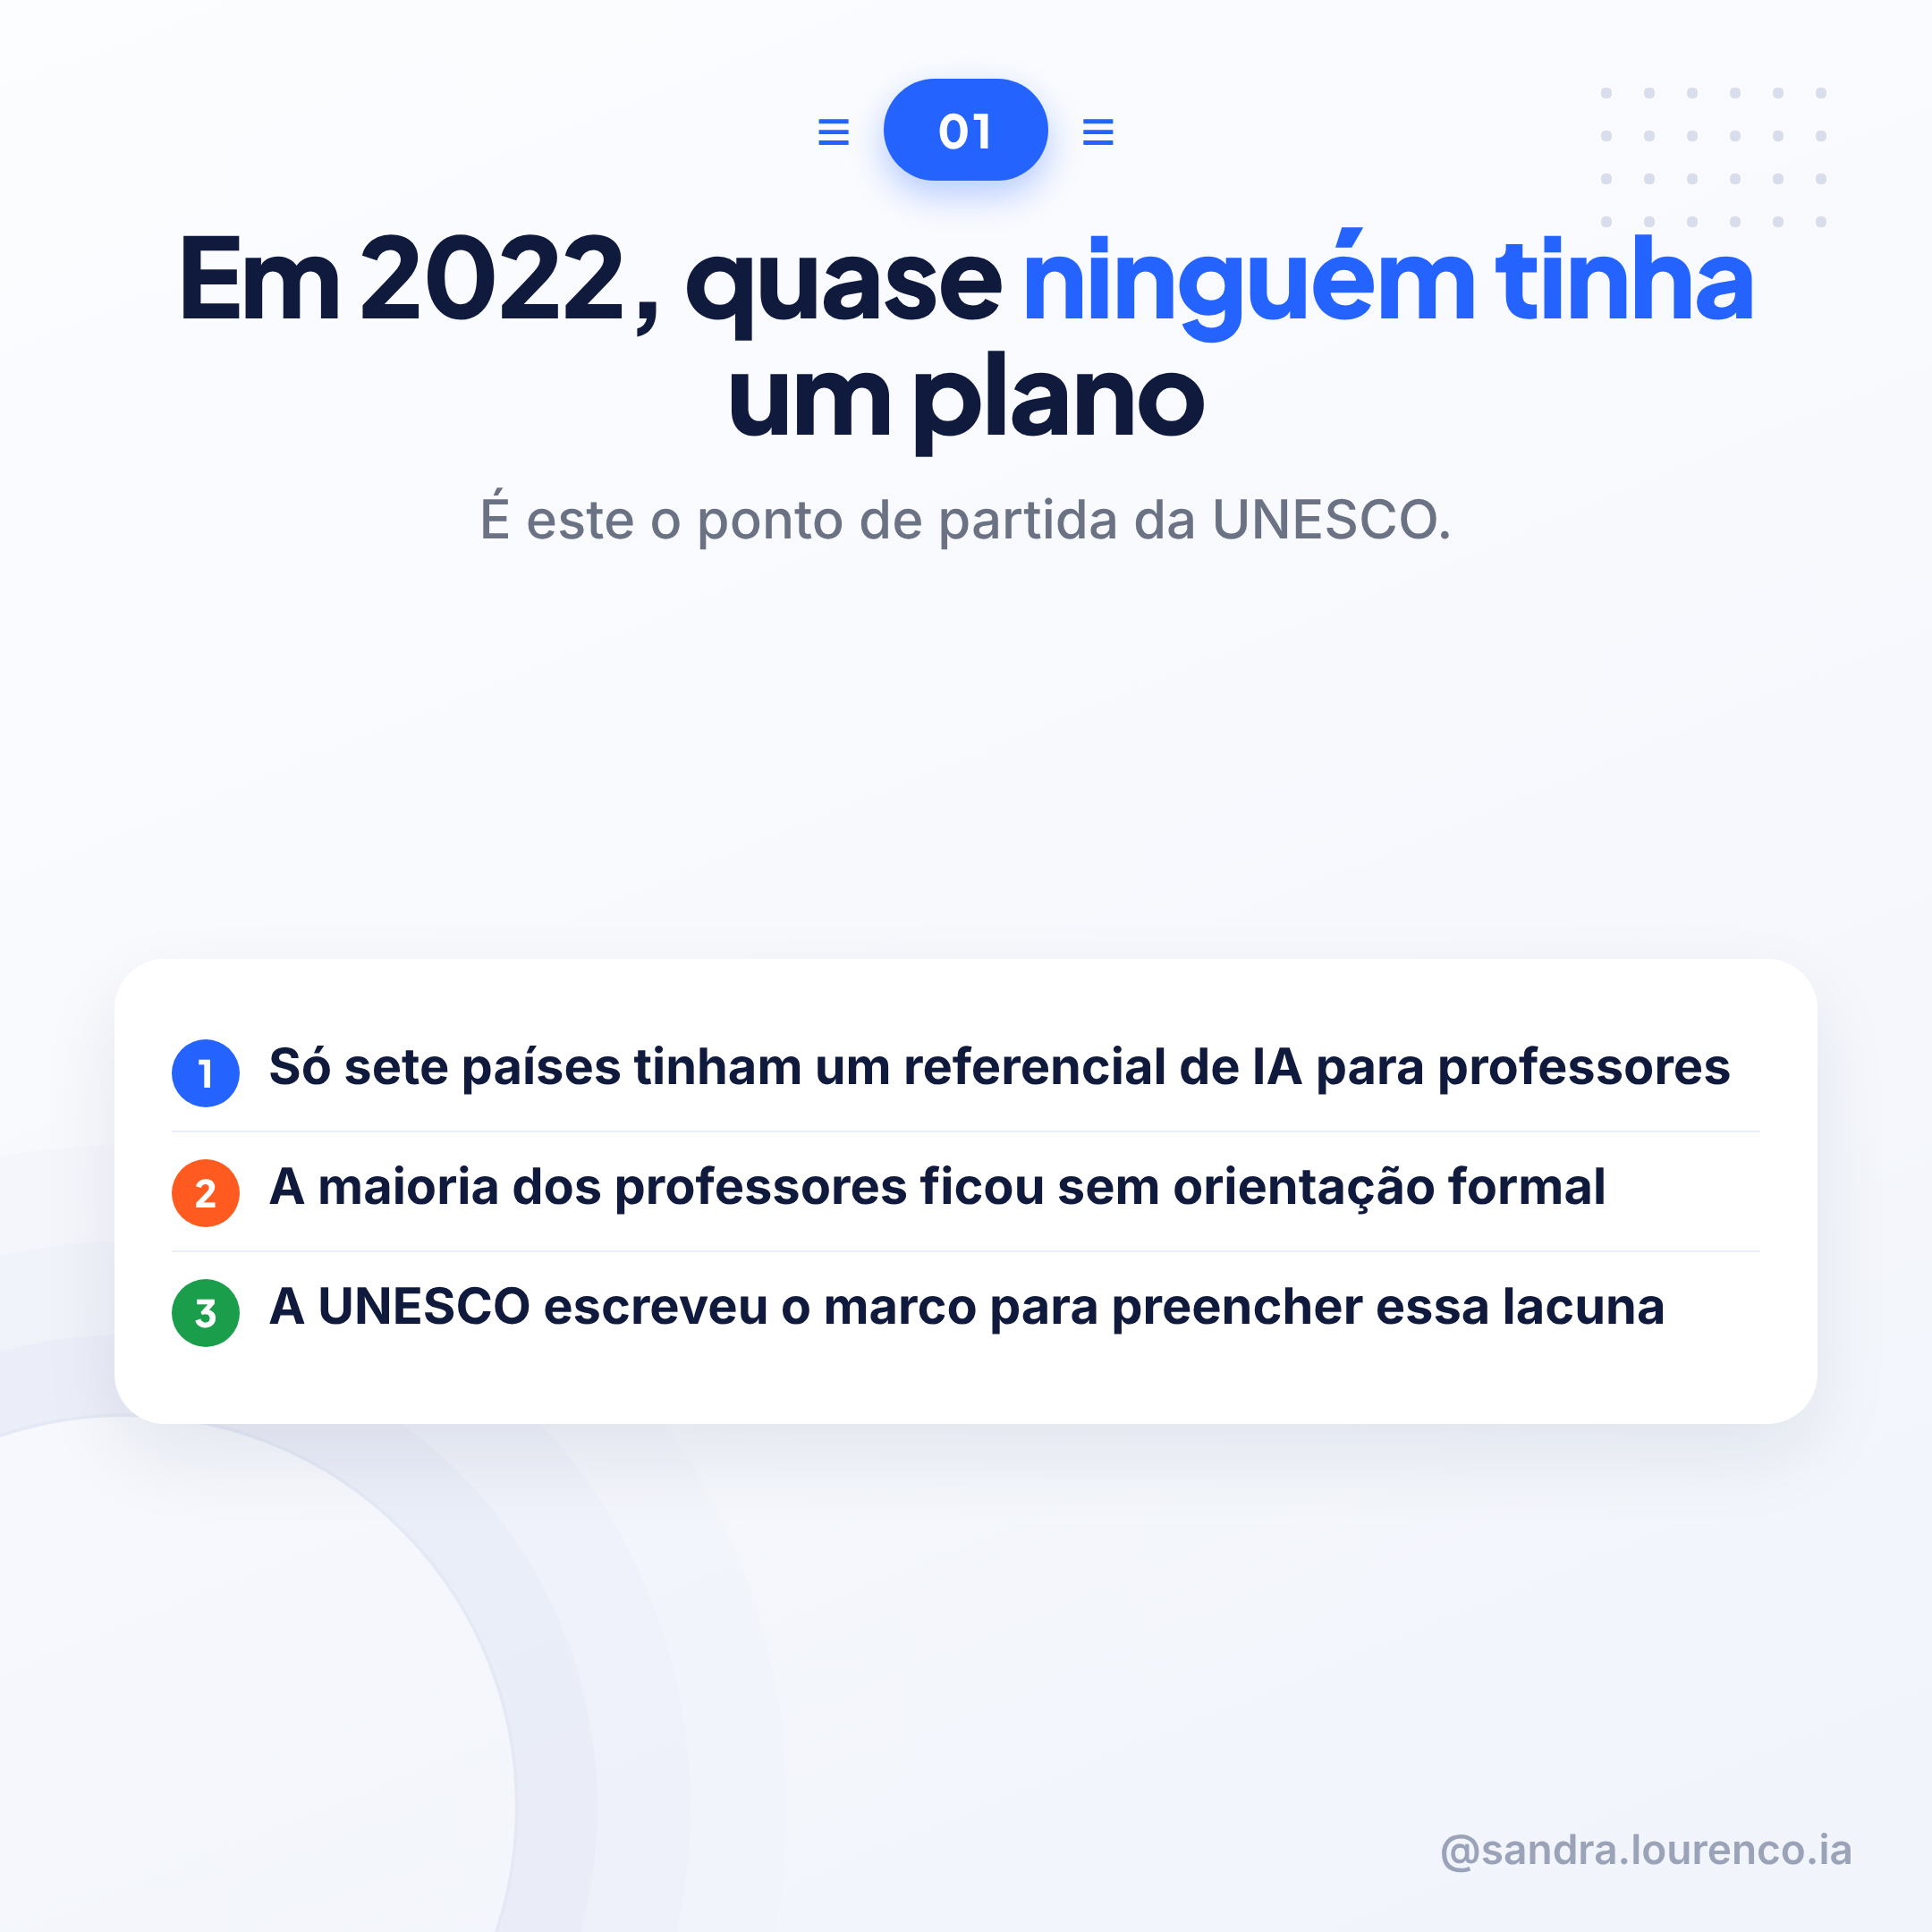 01
Em 2022, quase ninguém tinha
um plano
É este o ponto de partida da UNESCO.
1 Só sete países tinham um referencial de IA para professores
2 A maioria dos professores ficou sem orientação formal
3 A UNESCO escreveu o marco para preencher essa lacuna
@sandra.lourenco.ia